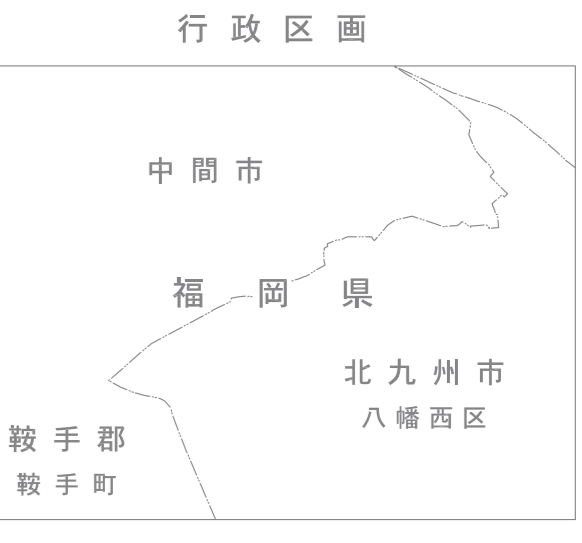 行政区画
中間市
福岡県
北九州市
八幡西区
鞍手郡
鞍手町